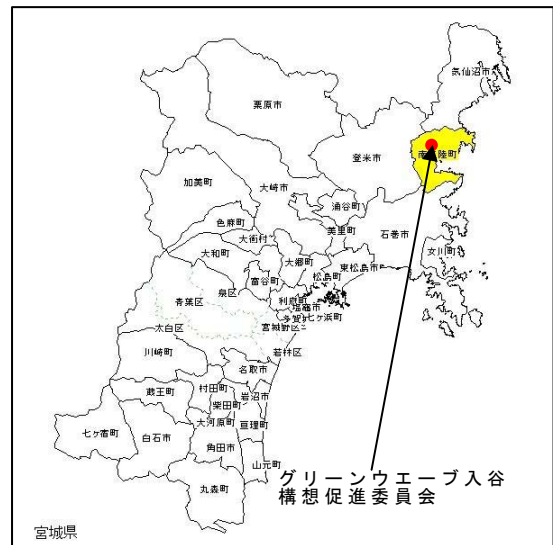 気仙沼市
栗原市
南三陸町
登米市
加美町
大崎市
涌谷町
色麻町
美里町
石巻市
大衡村
女川町
大和町
大郷町
東松島市
松島町
富谷町
泉区
利府町
青葉区
塩竈市
七ヶ浜町
宮城野区
太白区
若林区
川崎町
名取市
村田町
岩沼市
蔵王町
柴田町
大河原町
亘理町
七ヶ宿町
白石市
角田市
山元町
丸森町
グリーンウエーブ入谷
構想促進委員会
宮城県